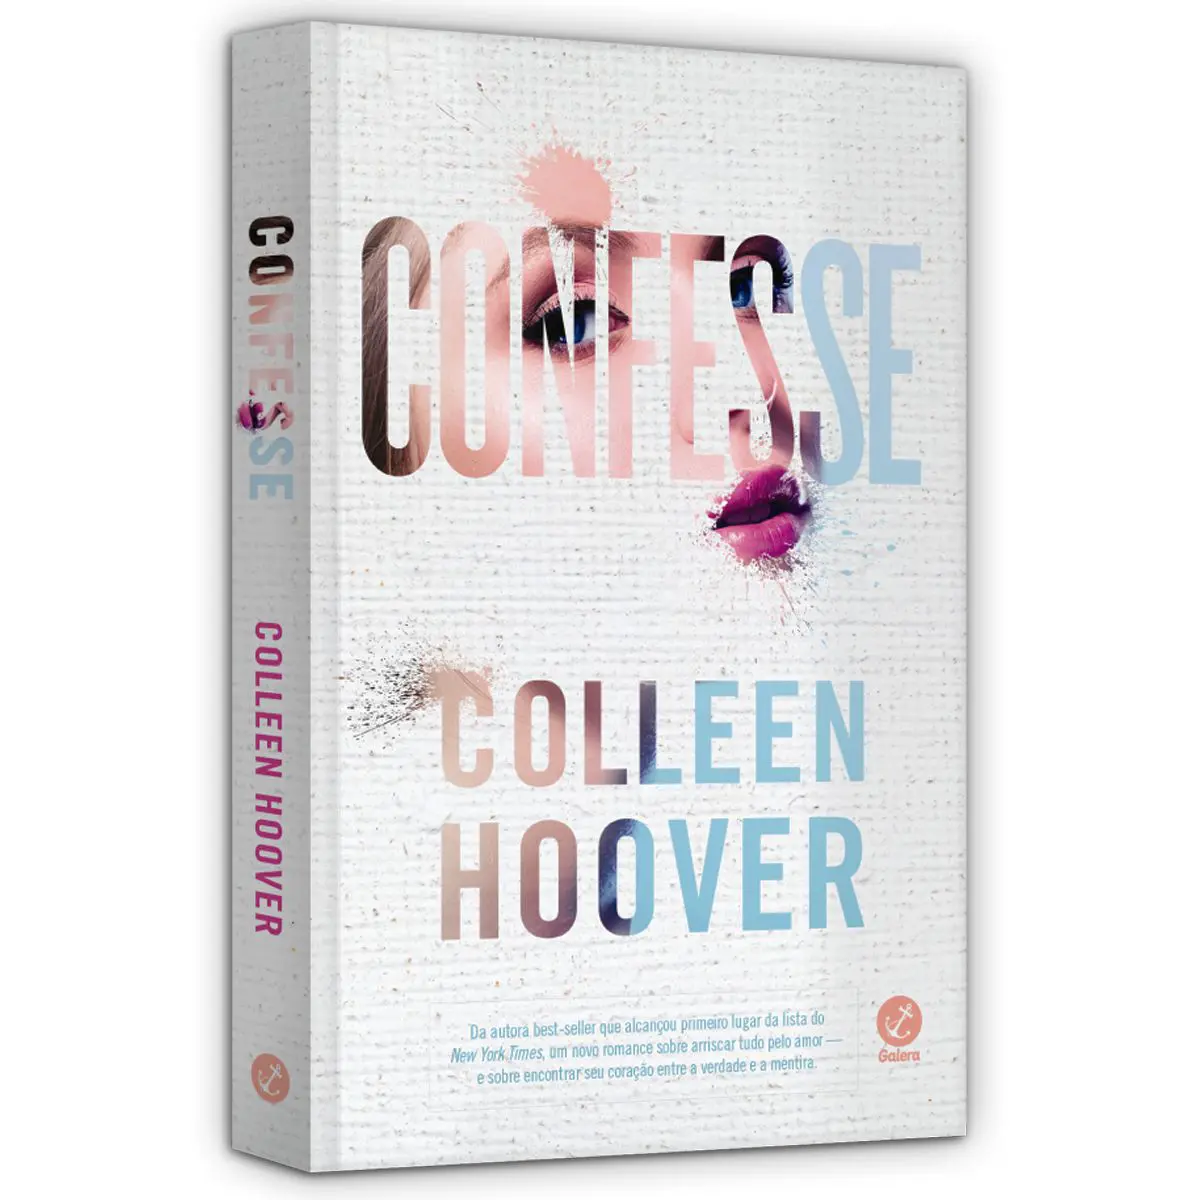 CONFESSE
COLLEEN HOOVER
CONFESSE
COLLEEN
HOOVER
Da autora best-seller que alcançou primeiro lugar da lista do
New York Times, um novo romance sobre arriscar tudo pelo amor —
e sobre encontrar seu coração entre a verdade e a mentira.
Galera